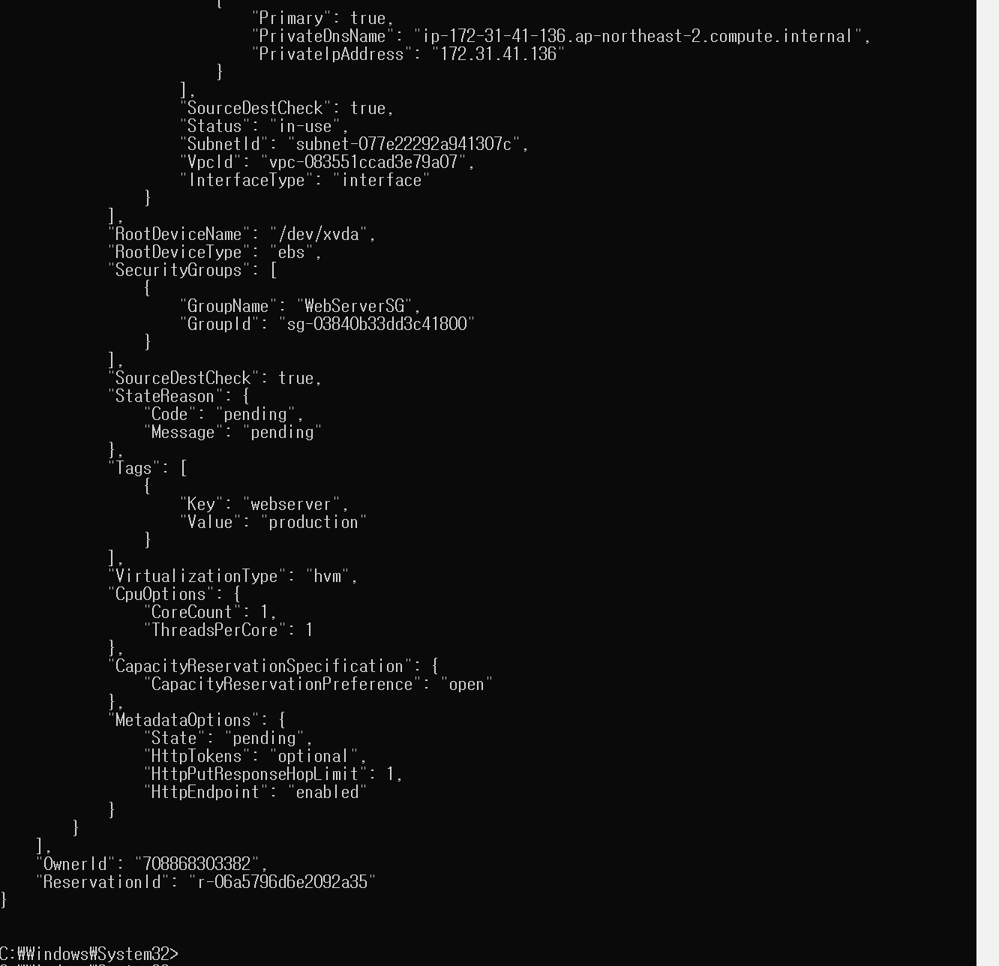 {
"Primary": true,
"PrivateDnsName": "ip-172-31-41-136.ap-northeast-2.compute.internal",
"PrivateIpAddress": "172.31.41.136"
}
],
"SourceDestCheck": true,
"Status": "in-use",
"SubnetId": "subnet-077e22292a941307c",
"VpcId": "vpc-083551ccad3e79a07",
"InterfaceType": "interface"
}
],
"RootDeviceName": "/dev/xvda",
"RootDeviceType": "ebs",
"SecurityGroups": [
{
"GroupName": "WebServerSG",
"GroupId": "sg-03840b33dd3c41800"
}
],
"SourceDestCheck": true,
"StateReason": {
"Code": "pending",
"Message": "pending"
},
"Tags": [
{
"Key": "webserver",
"Value": "production"
}
],
"VirtualizationType": "hvm",
"CpuOptions": {
"CoreCount": 1,
"ThreadsPerCore": 1
},
"CapacityReservationSpecification": {
"CapacityReservationPreference": "open"
},
"MetadataOptions": {
"State": "pending",
"HttpTokens": "optional",
"HttpPutResponseHopLimit": 1,
"HttpEndpoint": "enabled"
}
}
],
"OwnerId": "708868303382",
"ReservationId": "r-06a5796d6e2092a35"
}
C:₩Windows₩System32>